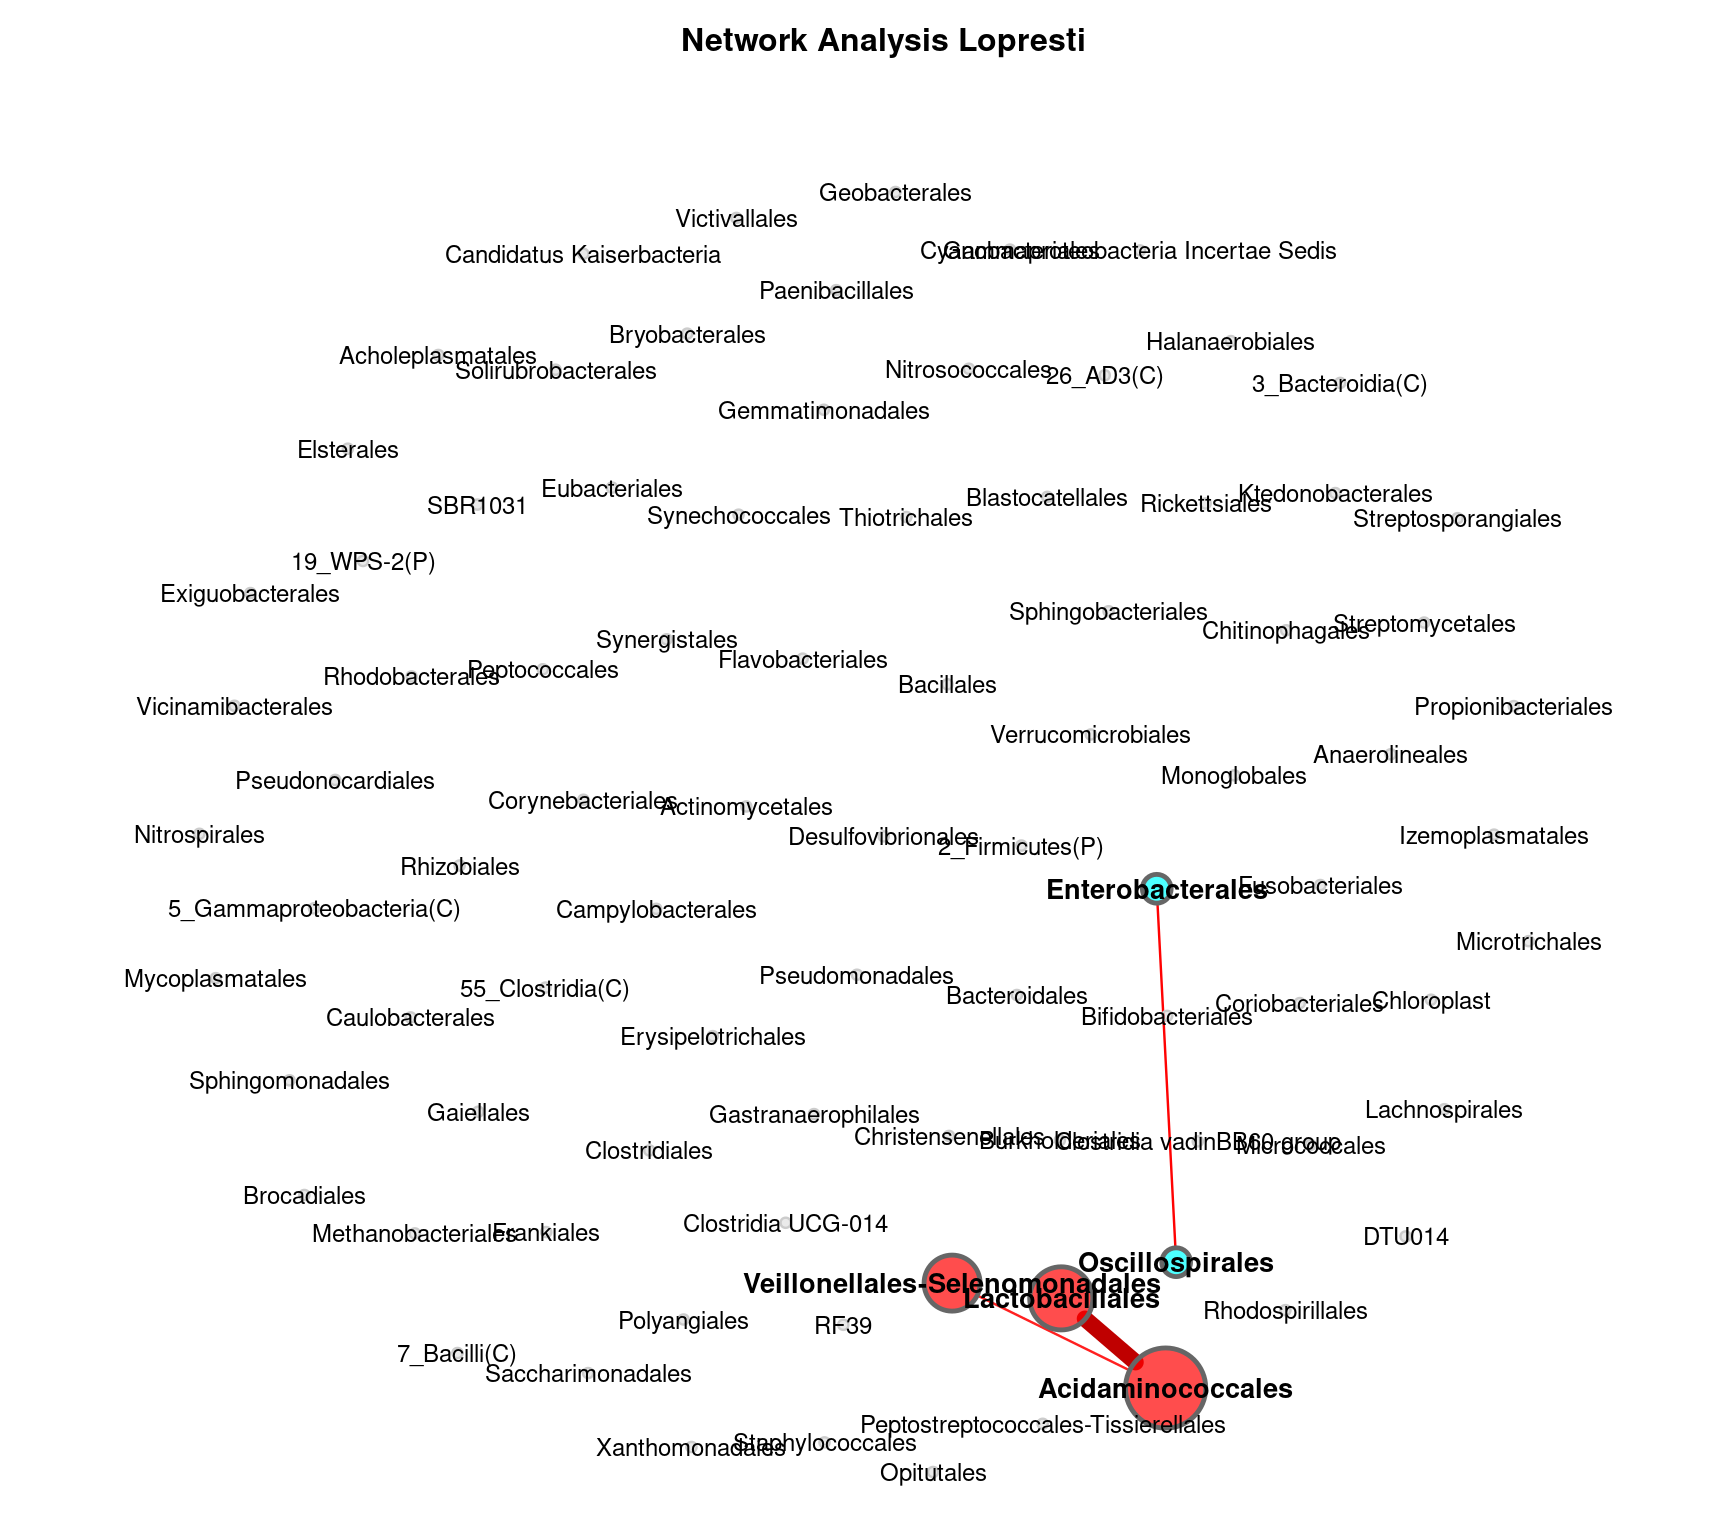 Network Analysis Lopresti
Geobacterales
Victivallales
Candidatus Kaiserbacteria
Cyanobacteriales
Gammaproteobacteria Incertae Sedis
Paenibacillales
Bryobacterales
Halanaerobiales
Acholeplasmatales
Solirubrobacterales
Nitrosococcales
26_AD3(C)
3_Bacteroidia(C)
Gemmatimonadales
Elsterales
Eubacteriales
SBR1031
Blastocatellales
Rickettsiales
Ktedonobacterales
Synechococcales
Thiotrichales
Streptosporangiales
19_WPS-2(P)
Exiguobacterales
Sphingobacteriales
Chitinophagales
Streptomycetales
Synergistales
Flavobacteriales
Rhodobacterales
Peptococcales
Bacillales
Vicinamibacterales
Propionibacteriales
Verrucomicrobiales
Anaerolineales
Monoglobales
Pseudonocardiales
Corynebacteriales
Actinomycetales
Nitrospirales
Desulfovibrionales
2_Firmicutes(P)
Izemoplasmatales
Rhizobiales
Enterobacterales
Fusobacteriales
5_Gammaproteobacteria(C)
Campylobacterales
Microtrichales
Mycoplasmatales
55_Clostridia(C)
Pseudomonadales
Bacteroidales
Coriobacteriales
Chloroplast
Caulobacterales
Bifidobacteriales
Erysipelotrichales
Sphingomonadales
Gaiellales
Gastranaerophilales
Lachnospirales
Christensenellales
Burkholderiales
Clostridia vadinBB60 group
Micrococcales
Clostridiales
Brocadiales
Methanobacteriales
Frankiales
Clostridia UCG-014
DTU014
Oscillospirales
Veillonellales-Selenomonadales
Lactobacillales
Rhodospirillales
Polyangiales
RF39
7_Bacilli(C)
Saccharimonadales
Acidaminococcales
Peptostreptococcales-Tissierellales
Xanthomonadales
Staphylococcales
Opitutales